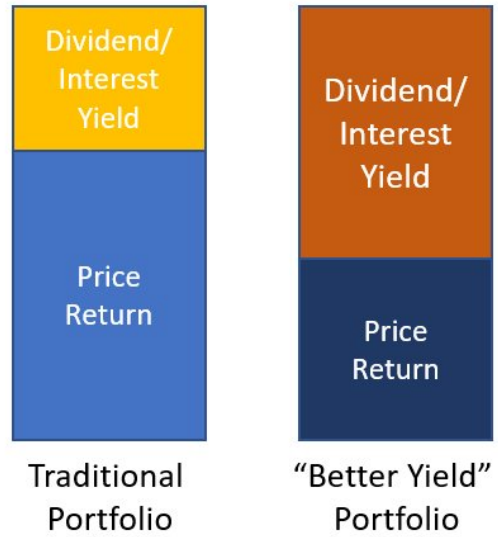 Dividend/
Interest
Yield
Price
Return
Traditional
Portfolio
Dividend/
Interest
Yield
Price
Return
“Better Yield”
Portfolio